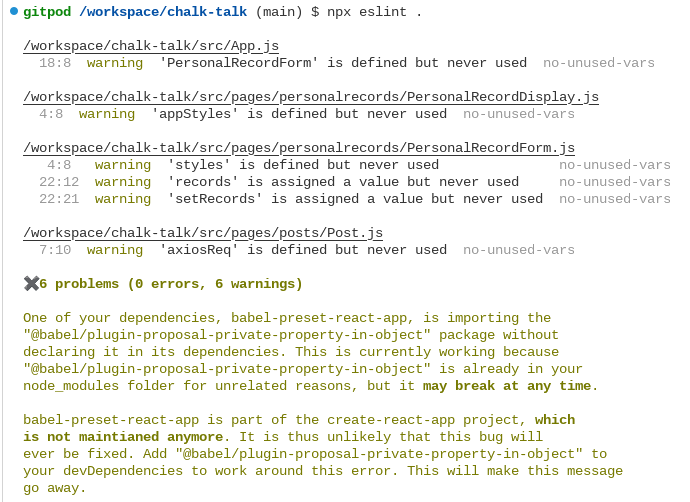 gitpod /workspace/chalk-talk (main) $ npx eslint .
/workspace/chalk-talk/src/App.js
18:8 warning 'PersonalRecordForm' is defined but never used no-unused-vars
/workspace/chalk-talk/src/pages/personalrecords/PersonalRecordDisplay.js
4:8 warning 'appStyles' is defined but never used no-unused-vars
/workspace/chalk-talk/src/pages/personalrecords/PersonalRecordForm.js
4:8 warning 'styles' is defined but never used no-unused-vars
22:12 warning 'records' is assigned a value but never used no-unused-vars
22:21 warning 'setRecords' is assigned a value but never used no-unused-vars
/workspace/chalk-talk/src/pages/posts/Post.js
7:10 warning 'axiosReq' is defined but never used no-unused-vars
✖6 problems (0 errors, 6 warnings)
One of your dependencies, babel-preset-react-app, is importing the
"@babel/plugin-proposal-private-property-in-object" package without
declaring it in its dependencies. This is currently working because
"@babel/plugin-proposal-private-property-in-object" is already in your
node_modules folder for unrelated reasons, but it may break at any time.
babel-preset-react-app is part of the create-react-app project, which
is not maintianed anymore. It is thus unlikely that this bug will
ever be fixed. Add "@babel/plugin-proposal-private-property-in-object" to
your devDependencies to work around this error. This will make this message
go away.